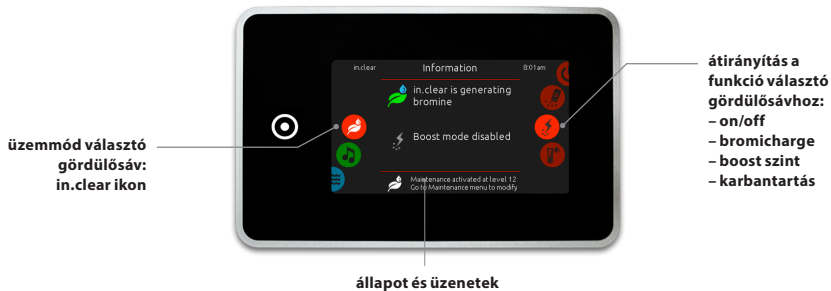 in.clear
Information
8:01am
in.clear is generating
bromine
Boost mode disabled
Maintenance activated at level 12
Go to Maintenance menu to modify
üzemmód választó
gördülősáv:
in.clear ikon
átirányítás a
funkció választó
gördülősávhoz:
– on/off
– bromicharge
– boost szint
– karbantartás
állapot és üzenetek